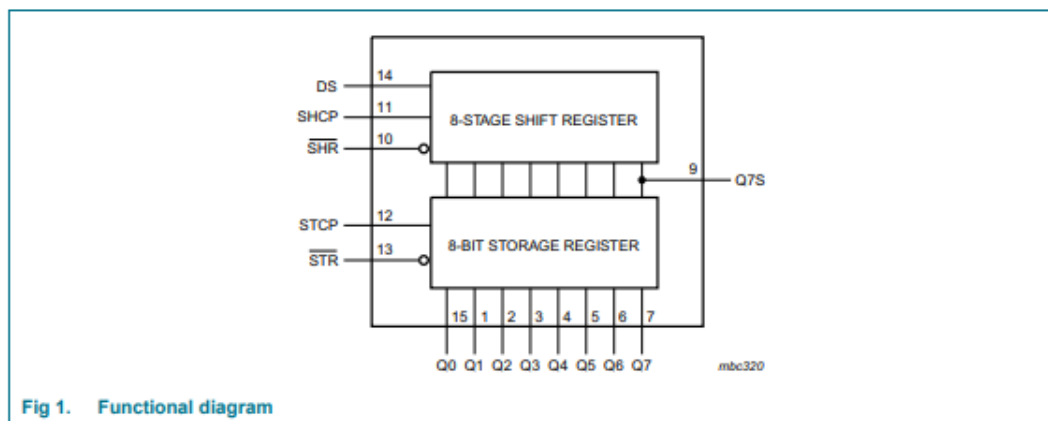 14
DS
11
SHCP
8-STAGE SHIFT REGISTER
10
SHR
9
Q7S
12
STCP
8-BIT STORAGE REGISTER
13
STR
15 1 2 3 4 5 6 7
Q0 Q1 Q2 Q3 Q4 Q5 Q6 Q7
mbc320
Fig 1. Functional diagram